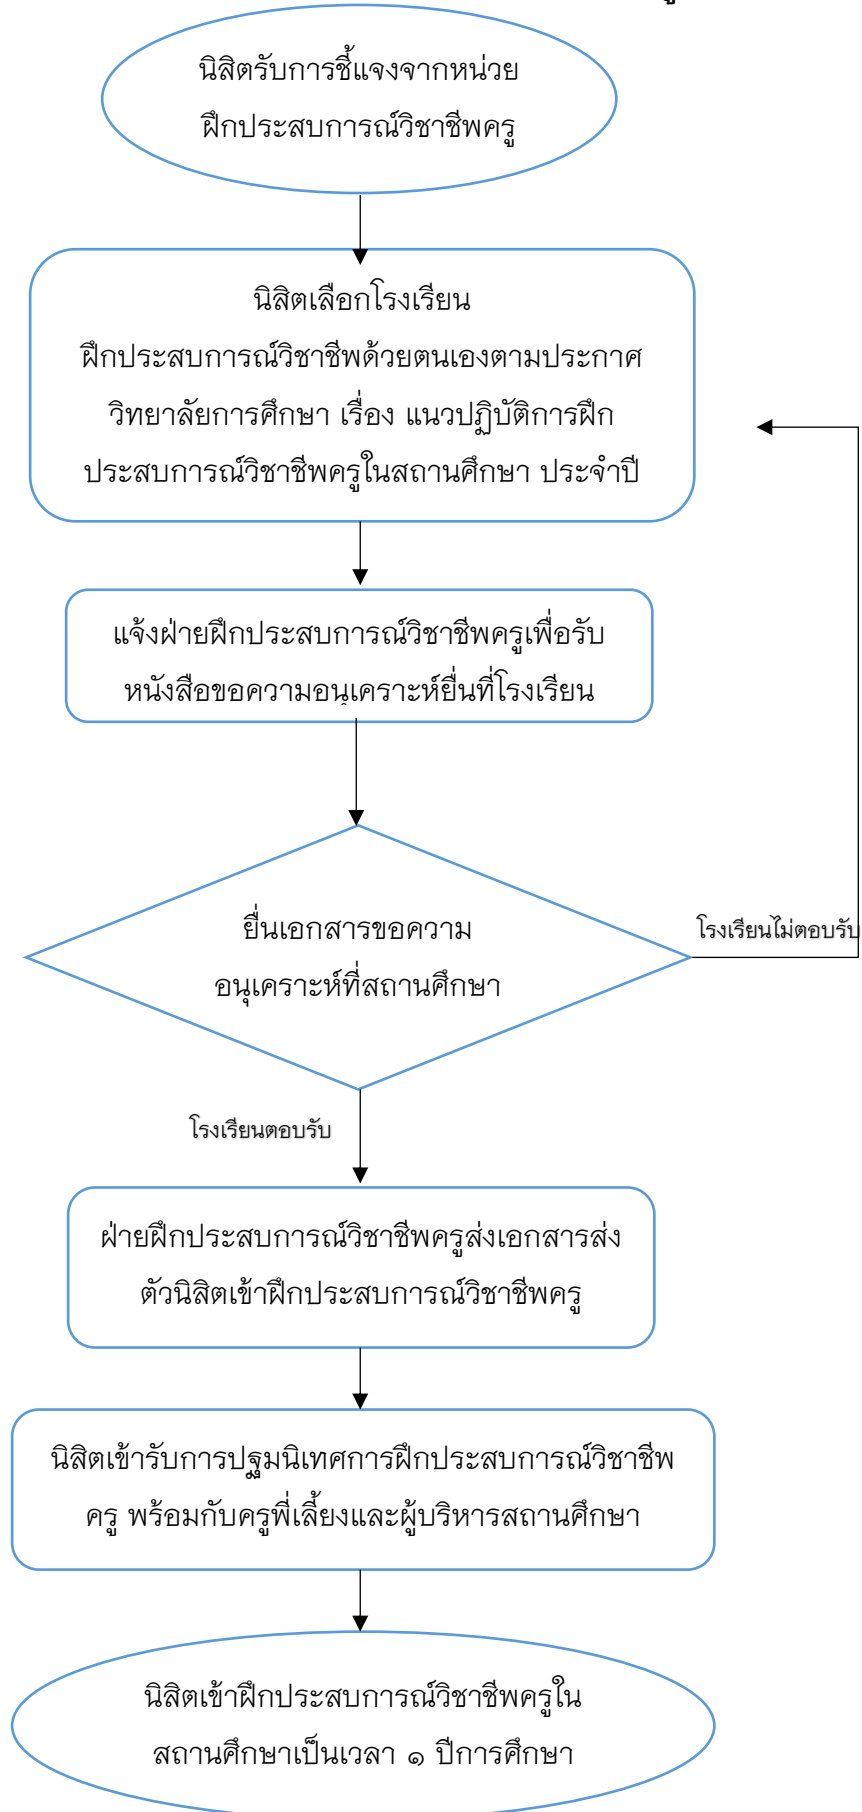 นิสิตรับการชี้แจงจากหน่วย
ฝึกประสบการณ์วิชาชีพครู
นิสิตเลือกโรงเรียน
ฝึกประสบการณ์วิชาชีพด้วยตนเองตามประกาศ
วิทยาลัยการศึกษา เรื่อง แนวปฏิบัติการฝึก
ประสบการณ์วิชาชีพครูในสถานศึกษา ประจำปี
แจ้งฝ่ายฝึกประสบการณ์วิชาชีพครูเพื่อรับ
หนังสือขอความอนุเคราะห์ยื่นที่โรงเรียน
ยื่นเอกสารขอความ
อนุเคราะห์ที่สถานศึกษา
โรงเรียนไม่ตอบรับ
โรงเรียนตอบรับ
ฝ่ายฝึกประสบการณ์วิชาชีพครูส่งเอกสารส่ง
ตัวนิสิตเข้าฝึกประสบการณ์วิชาชีพครู
นิสิตเข้ารับการปฐมนิเทศการฝึกประสบการณ์วิชาชีพ
ครู พร้อมกับครูพี่เลี้ยงและผู้บริหารสถานศึกษา
นิสิตเข้าฝึกประสบการณ์วิชาชีพครูใน
สถานศึกษาเป็นเวลา ๑ ปีการศึกษา